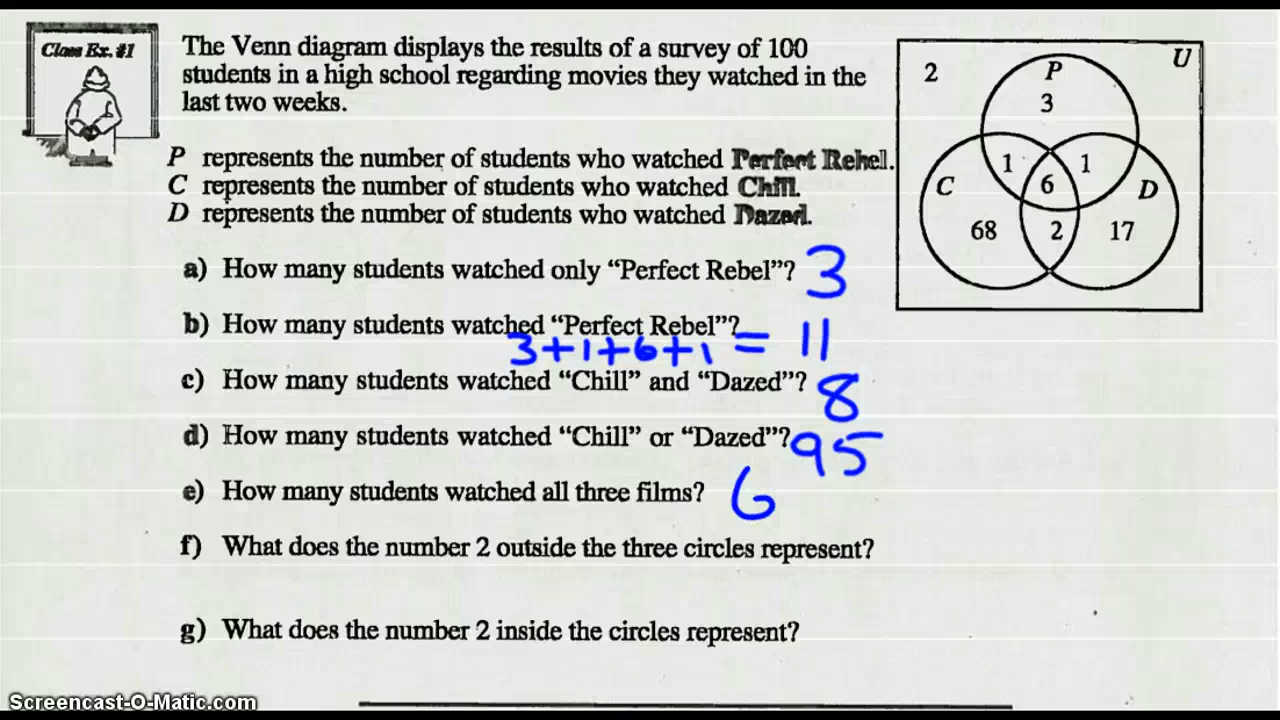 Class Ex. #1
The Venn diagram displays the results of a survey of 100
students in a high school regarding movies they watched in the
last two weeks.
P represents the number of students who watched Perfect Rebel.
C represents the number of students who watched Chill.
D represents the number of students who watched Dazed.
a) How many students watched only “Perfect Rebel”? 3
b) How many students watched “Perfect Rebel”?
3+1+6+1 = 11
c) How many students watched “Chill” and “Dazed”? 8
d) How many students watched “Chill” or “Dazed”? 95
e) How many students watched all three films? 6
f) What does the number 2 outside the three circles represent?
g) What does the number 2 inside the circles represent?
U
2 P
3
1 1
C 6 D
68 2 17
Screencast-O-Matic.com